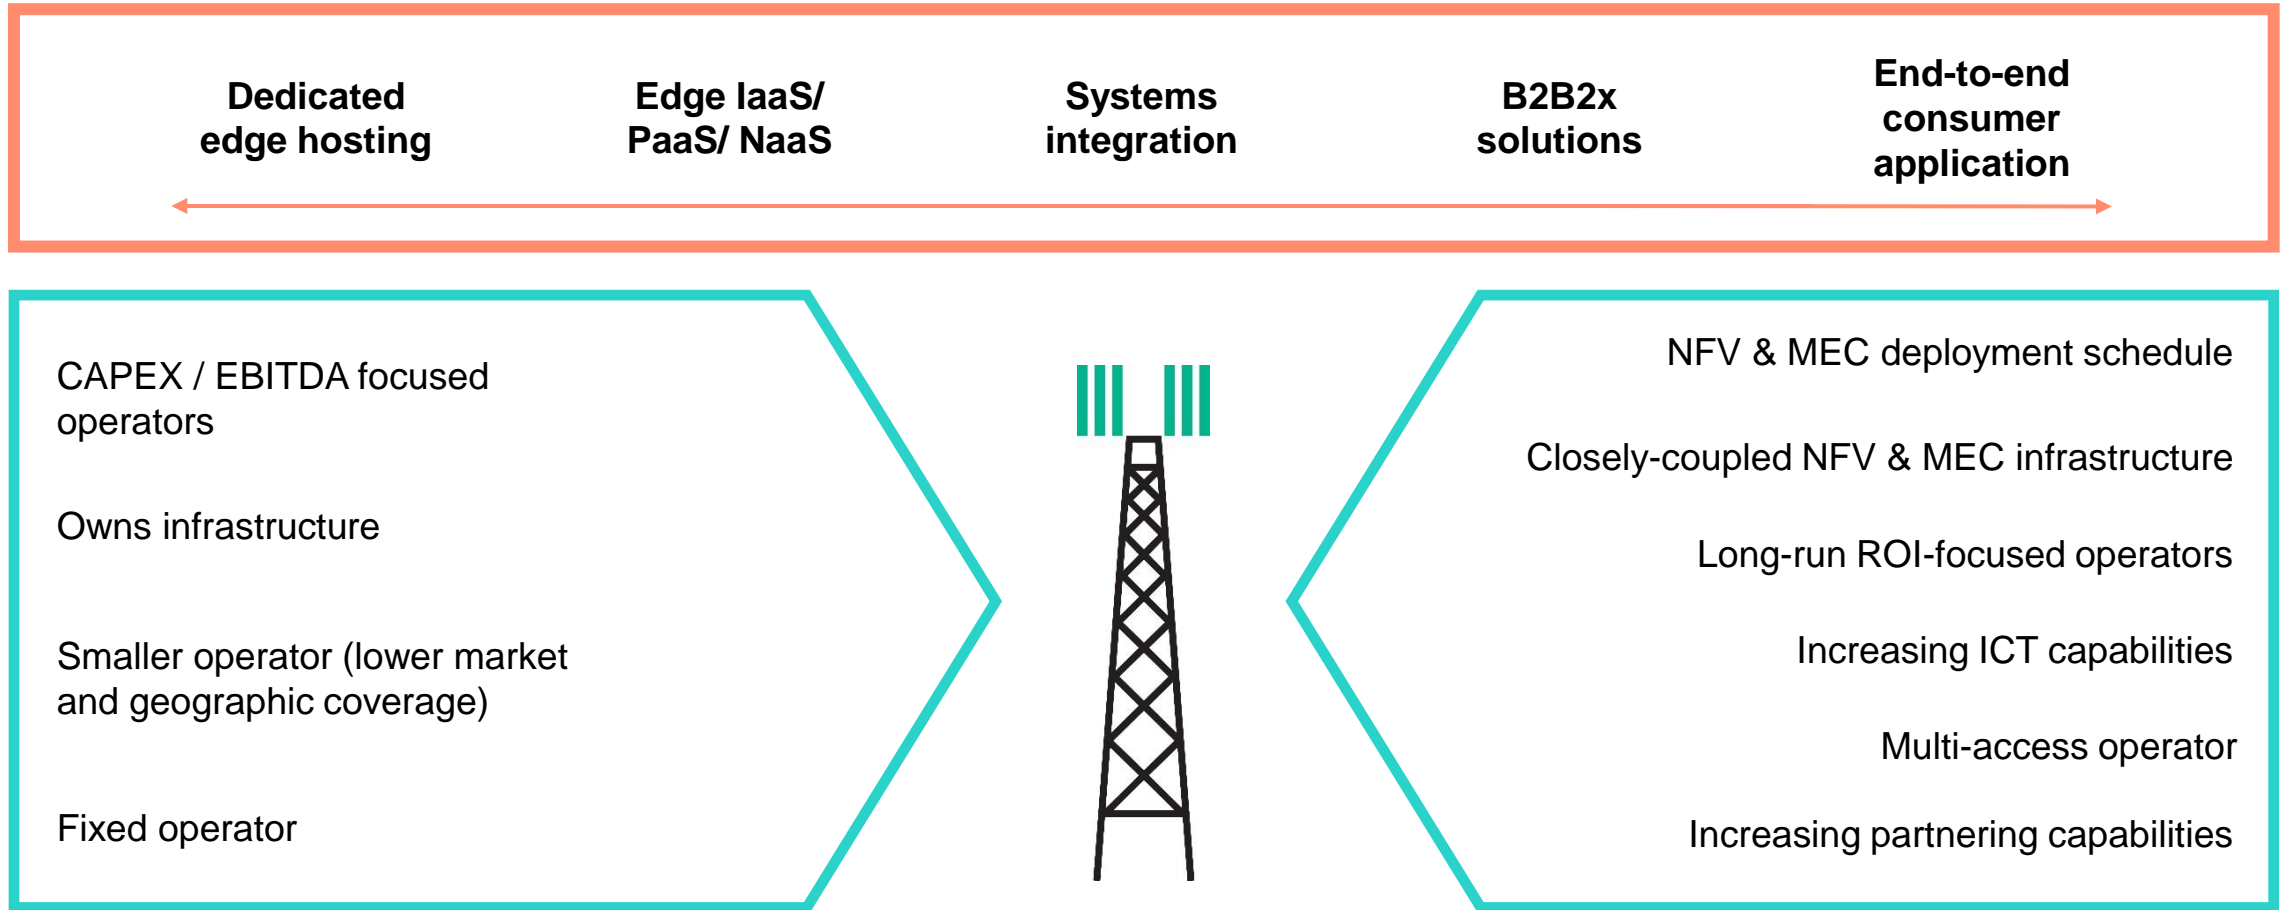 Dedicated
edge hosting
Edge IaaS/
PaaS/ NaaS
Systems
integration
B2B2x
solutions
End-to-end
consumer
application
CAPEX / EBITDA focused
operators
Owns infrastructure
Smaller operator (lower market
and geographic coverage)
Fixed operator
NFV & MEC deployment schedule
Closely-coupled NFV & MEC infrastructure
Long-run ROI-focused operators
Increasing ICT capabilities
Multi-access operator
Increasing partnering capabilities